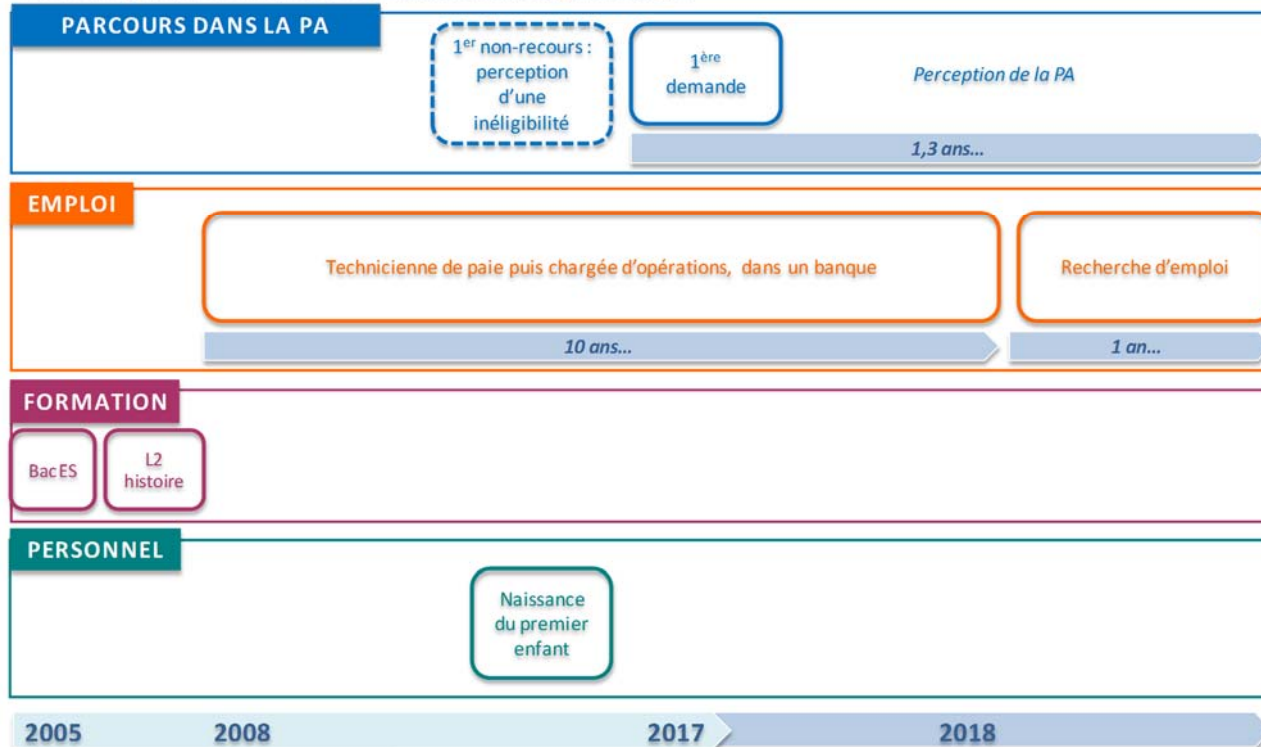 PARCOURS DANS LA PA
1er non-recours :
perception
d'une
inéligibilité
1ère
demande
Perception de la PA
1,3 ans...
EMPLOI
Technicienne de paie puis chargée d'opérations, dans un banque
Recherche d'emploi
10 ans...
1 an...
FORMATION
Bac ES
L2
histoire
PERSONNEL
Naissance
du premier
enfant
2005
2008
2017
2018